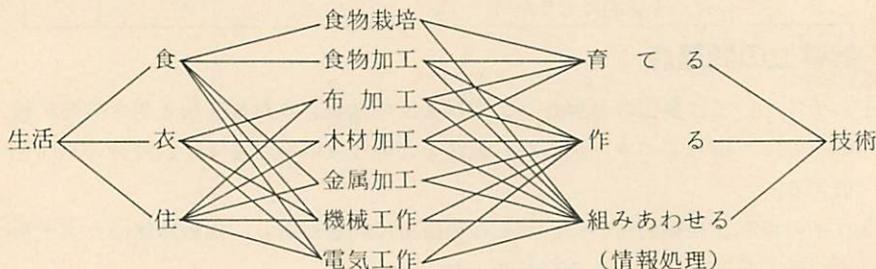 食物栽培
食 食物加工 育てる
布加工
生活 衣 木材加工 作る 技術
金属加工
住 機械工作 組みあわせる
電気工作 (情報処理)